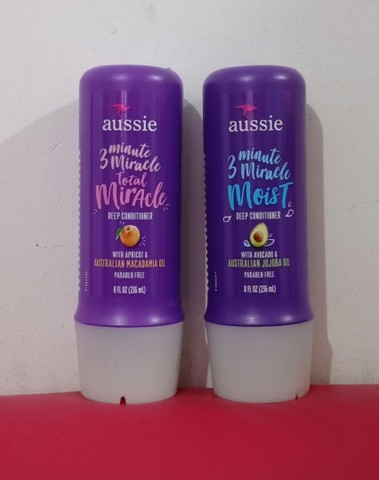 aussie
3 minute
Miracle
Total
Miracle
DEEP CONDITIONER
WITH APRICOT &
AUSTRALIAN MACADAMIA OIL
PARABEN FREE
8 FL OZ (236 mL)
aussie
3 minute
Miracle
Moist
DEEP CONDITIONER
WITH AVOCADO &
AUSTRALIAN JOJOBA OIL
PARABEN FREE
8 FL OZ (236 mL)